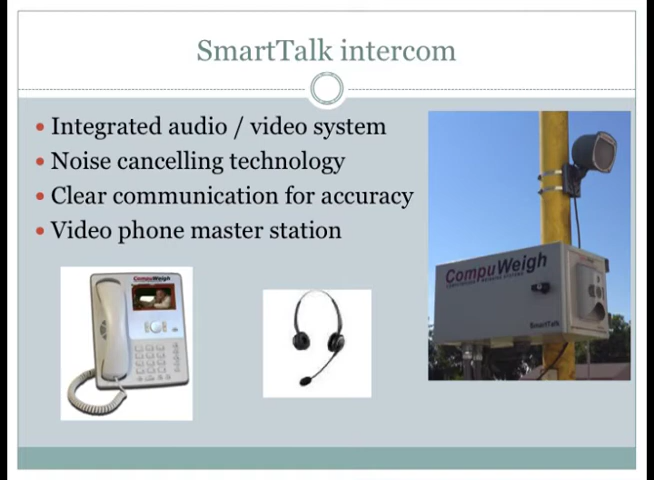 SmartTalk intercom
Integrated audio / video system
Noise cancelling technology
Clear communication for accuracy
Video phone master station
CompuWeigh
CompuWeigh
SmartTalk